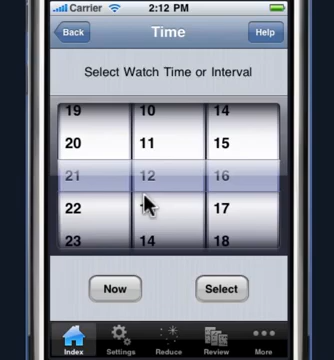 Carrier 2:12 PM
Back Time Help
Select Watch Time or Interval
19 10 14
20 11 15
21 12 16
22 17
23 14 18
Now Select
Index Settings Reduce Review More